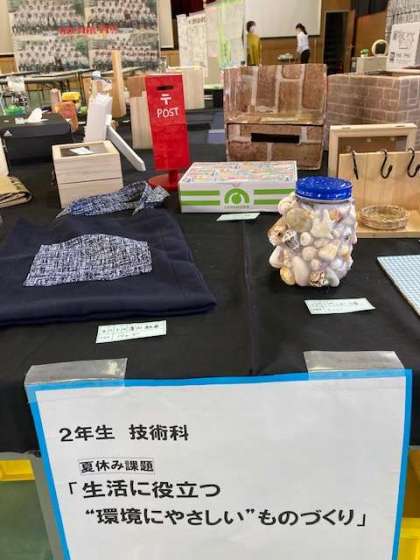 〒
POST
2年生 技術科
夏休み課題
「生活に役立つ
“環境にやさしい”ものづくり」